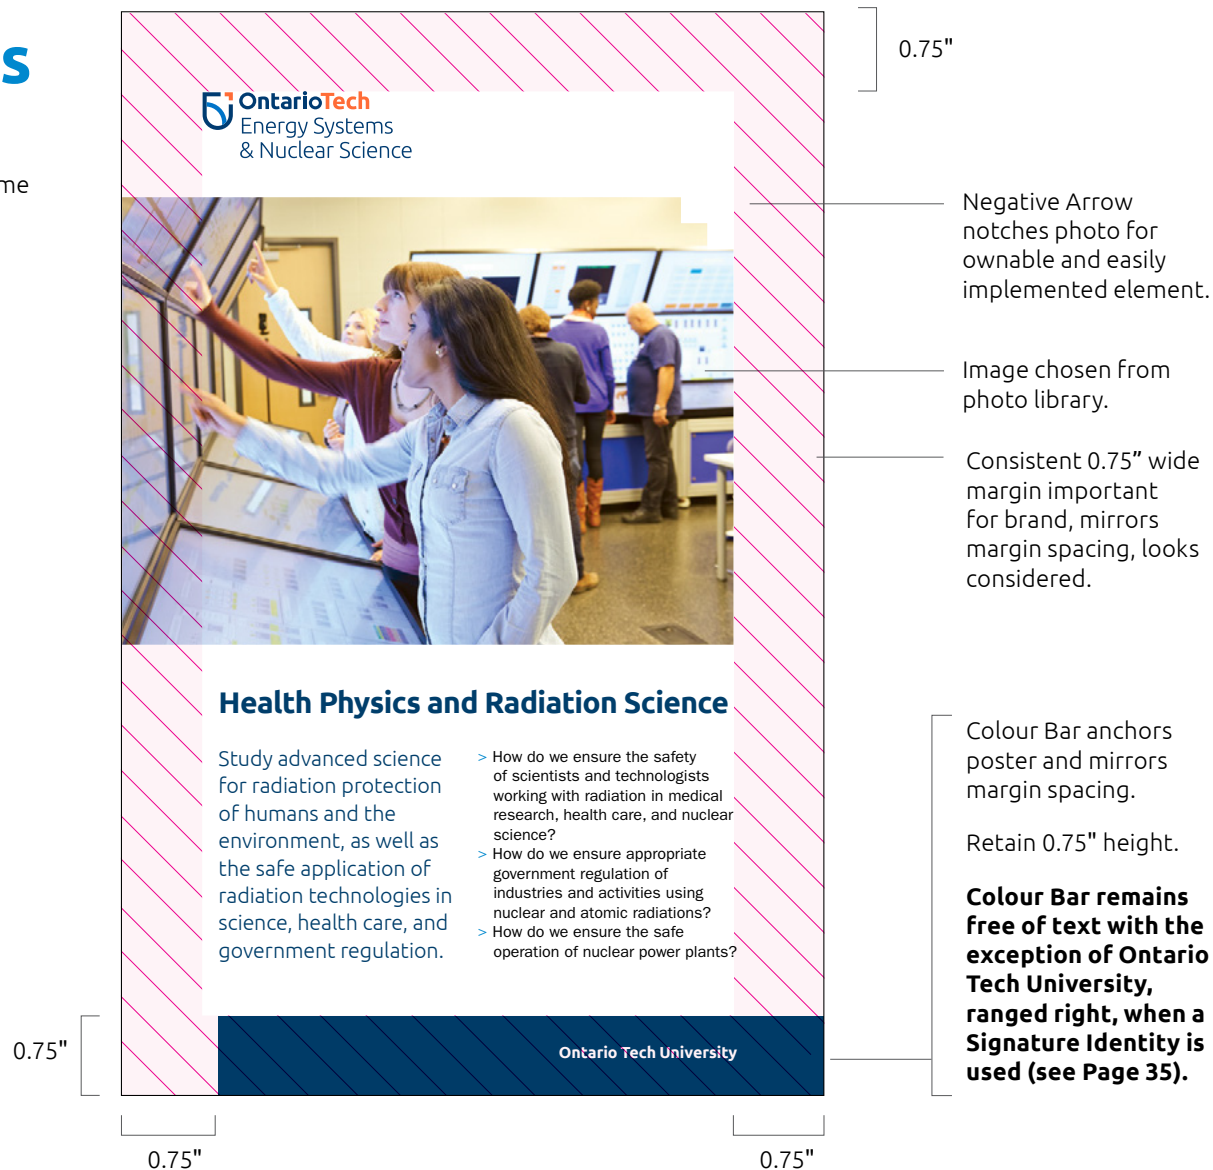 s
me
0.75"
OntarioTech
Energy Systems
& Nuclear Science
Negative Arrow
notches photo for
ownable and easily
implemented element.
Image chosen from
photo library.
Consistent 0.75” wide
margin important
for brand, mirrors
margin spacing, looks
considered.
Health Physics and Radiation Science
Study advanced science
for radiation protection
of humans and the
environment, as well as
the safe application of
radiation technologies in
science, health care, and
government regulation.
> How do we ensure the safety
of scientists and technologists
working with radiation in medical
research, health care, and nuclear
science?
> How do we ensure appropriate
government regulation of
industries and activities using
nuclear and atomic radiations?
> How do we ensure the safe
operation of nuclear power plants?
Colour Bar anchors
poster and mirrors
margin spacing.
Retain 0.75" height.
Colour Bar remains
free of text with the
exception of Ontario
Tech University,
ranged right, when a
Signature Identity is
used (see Page 35).
0.75"
Ontario Tech University
0.75"
0.75"